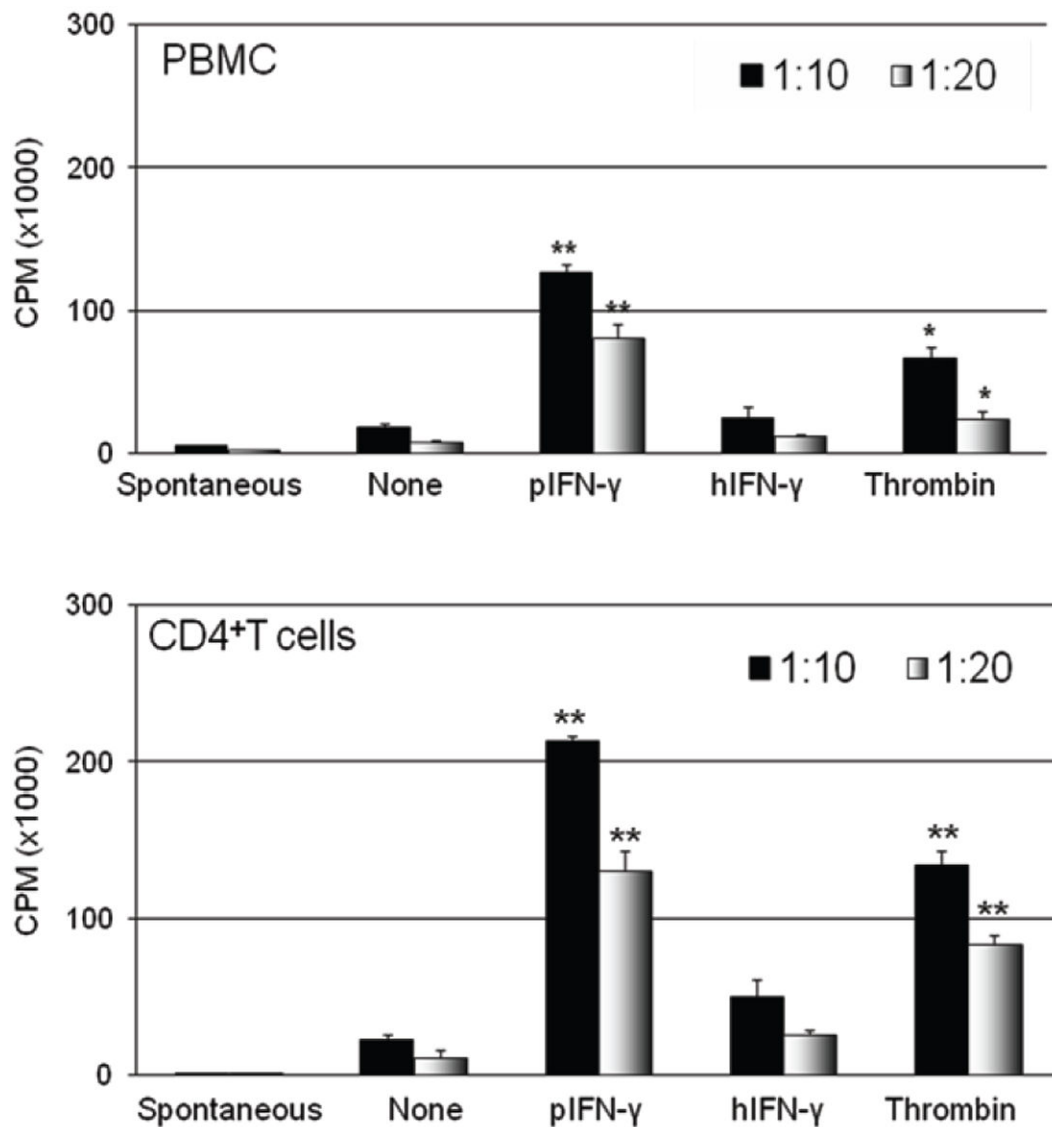 300
PBMC
1:10 1:20
200
CPM (x1000)
** **
100
* *
0
Spontaneous None pIFN-γ hIFN-γ Thrombin
300
CD4⁺T cells
1:10 1:20
200
CPM (x1000)
** **
** **
100
0
Spontaneous None pIFN-γ hIFN-γ Thrombin